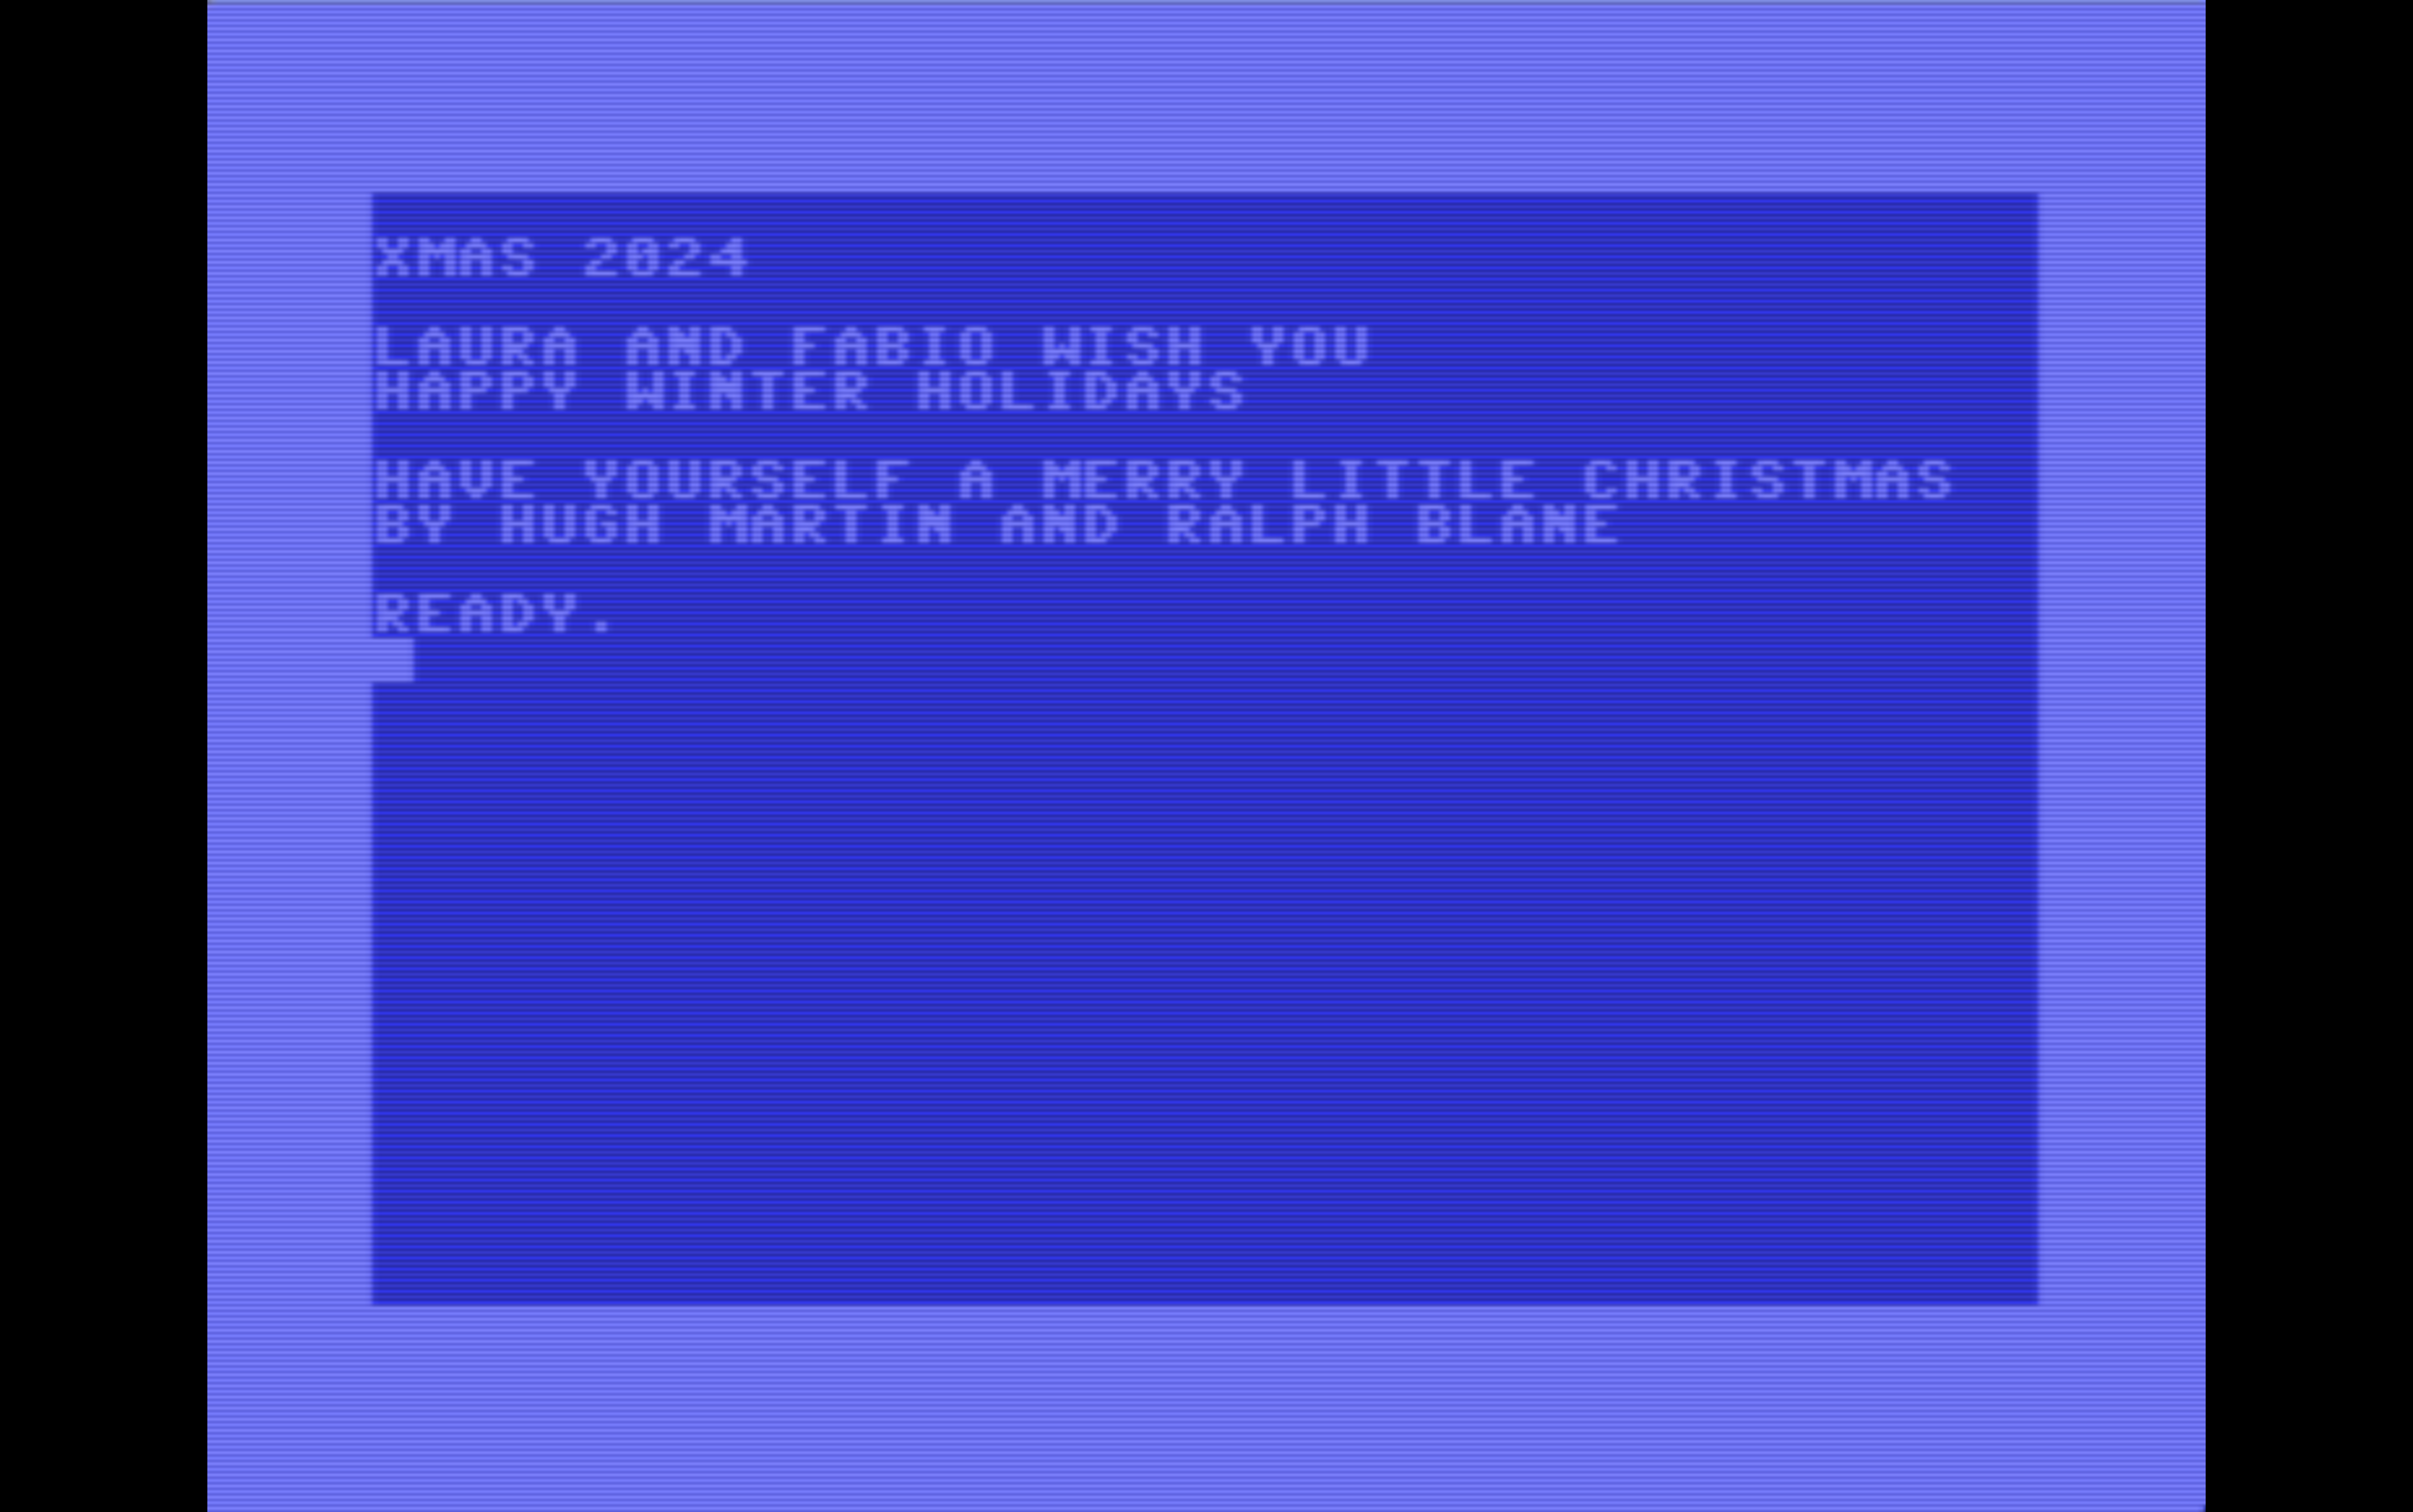 XMAS 2024
LAURA AND FABIO WISH YOU
HAPPY WINTER HOLIDAYS
HAVE YOURSELF A MERRY LITTLE CHRISTMAS
BY HUGH MARTIN AND RALPH BLANE
READY.